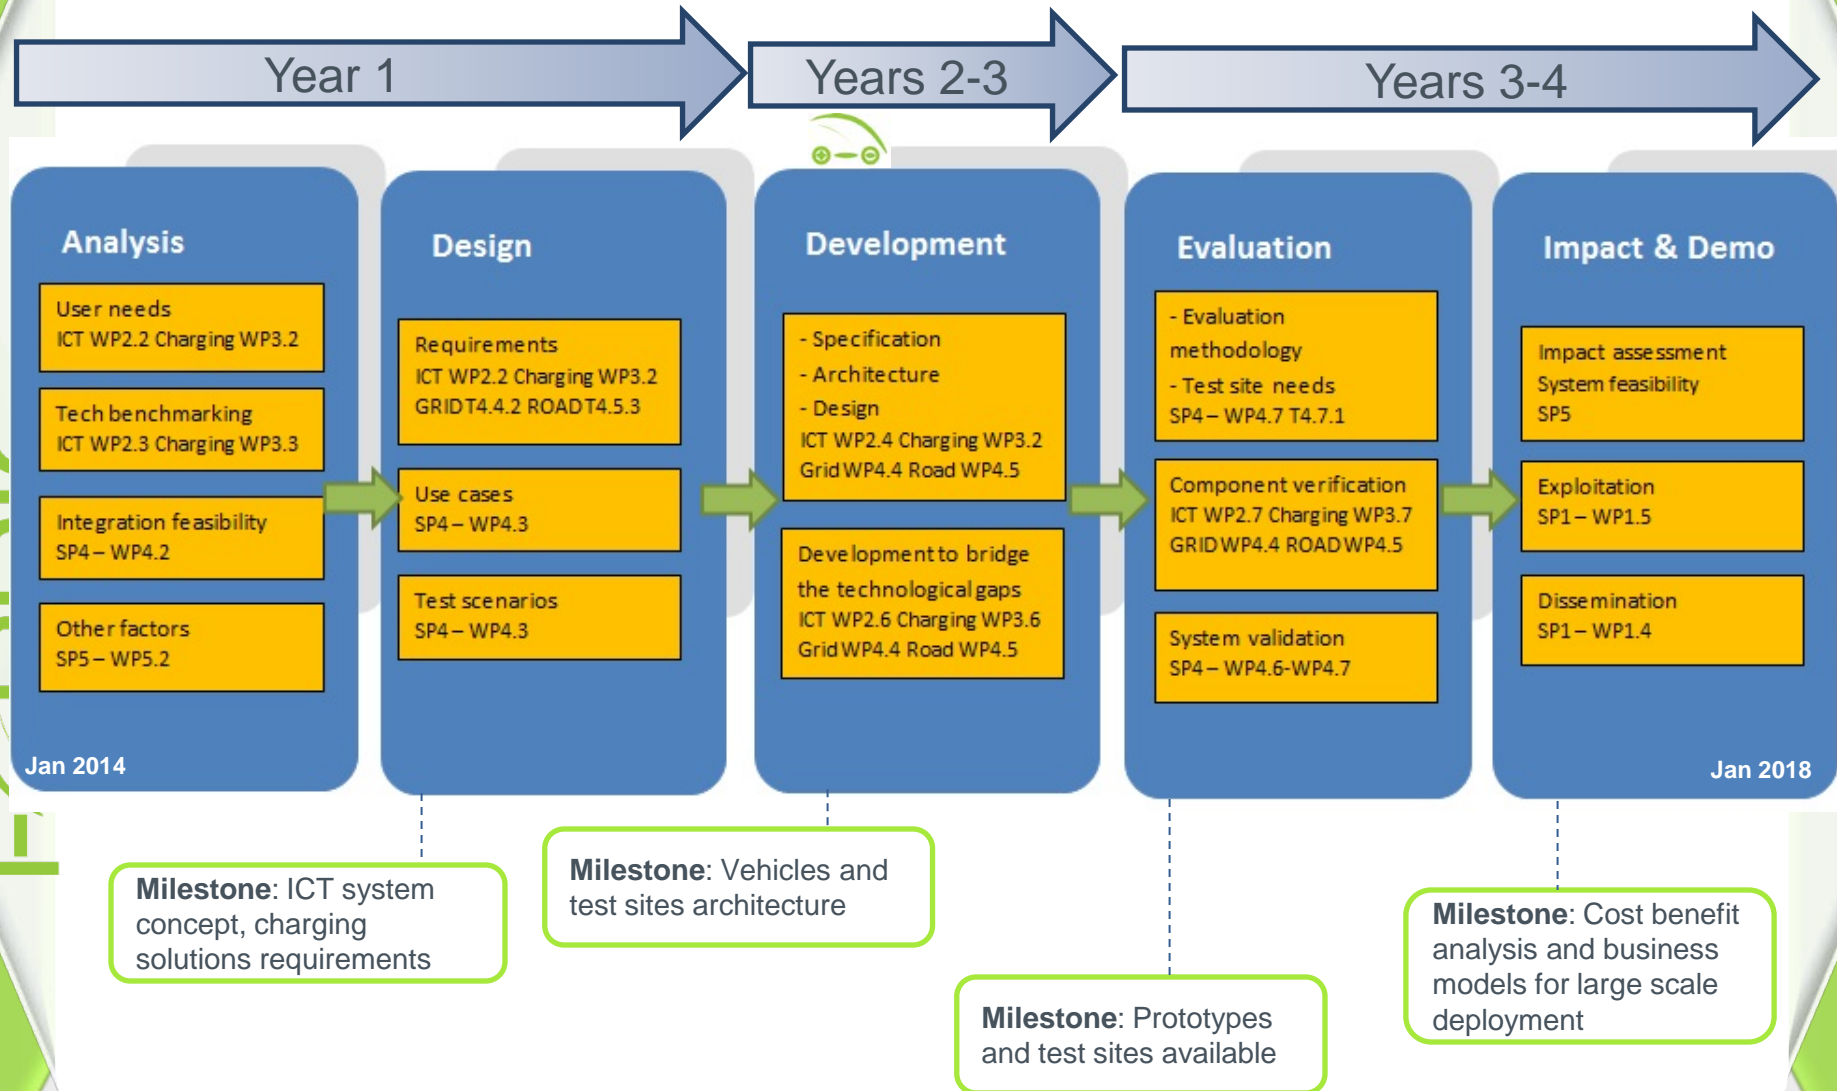 Year 1
Years 2-3
Years 3-4
Analysis
User needs
ICT WP2.2 Charging WP3.2
Tech benchmarking
ICT WP2.3 Charging WP3.3
Integration feasibility
SP4 – WP4.2
Other factors
SP5 – WP5.2
Jan 2014
Design
Requirements
ICT WP2.2 Charging WP3.2
GRID T4.4.2 ROAD T4.5.3
Use cases
SP4 – WP4.3
Test scenarios
SP4 – WP4.3
Development
- Specification
- Architecture
- Design
ICT WP2.4 Charging WP3.2
Grid WP4.4 Road WP4.5
Development to bridge
the technological gaps
ICT WP2.6 Charging WP3.6
Grid WP4.4 Road WP4.5
Evaluation
- Evaluation
methodology
- Test site needs
SP4 – WP4.7 T4.7.1
Component verification
ICT WP2.7 Charging WP3.7
GRID WP4.4 ROAD WP4.5
System validation
SP4 – WP4.6-WP4.7
Impact & Demo
Impact assessment
System feasibility
SP5
Exploitation
SP1 – WP1.5
Dissemination
SP1 – WP1.4
Jan 2018
Milestone: ICT system
concept, charging
solutions requirements
Milestone: Vehicles and
test sites architecture
Milestone: Prototypes
and test sites available
Milestone: Cost benefit
analysis and business
models for large scale
deployment